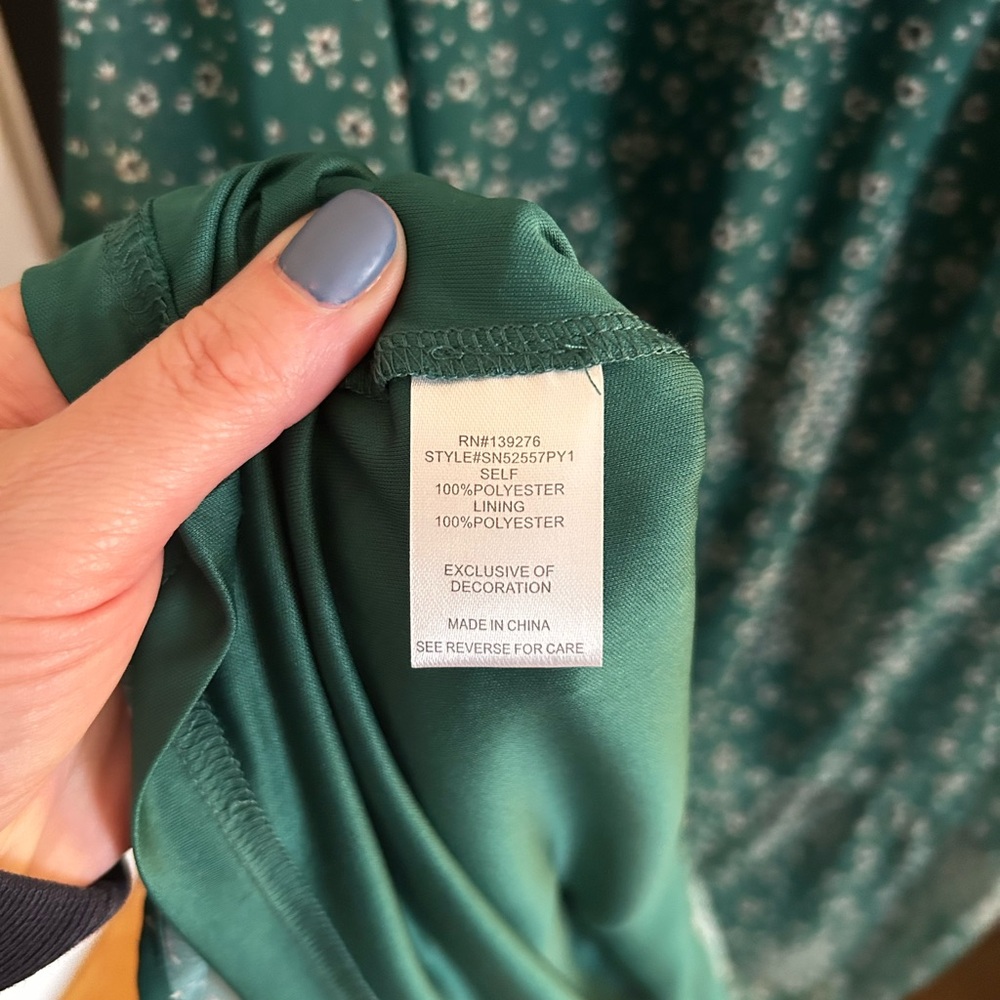 RN#139276
STYLE#SN52557PY1
SELF
100%POLYESTER
LINING
100%POLYESTER
EXCLUSIVE OF
DECORATION
MADE IN CHINA
SEE REVERSE FOR CARE